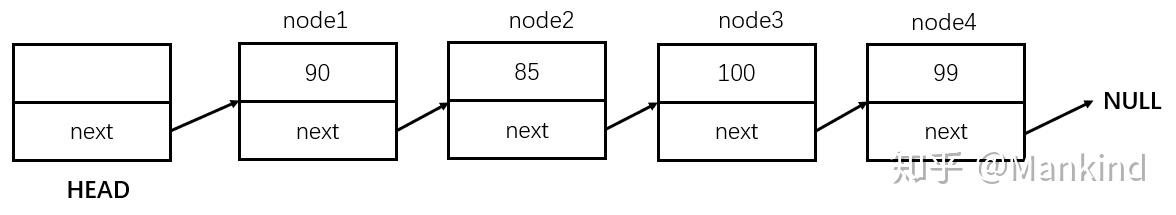 node1 node2 node3 node4
90 85 100 99
next next next next next
NULL
HEAD
知乎 @Mankind